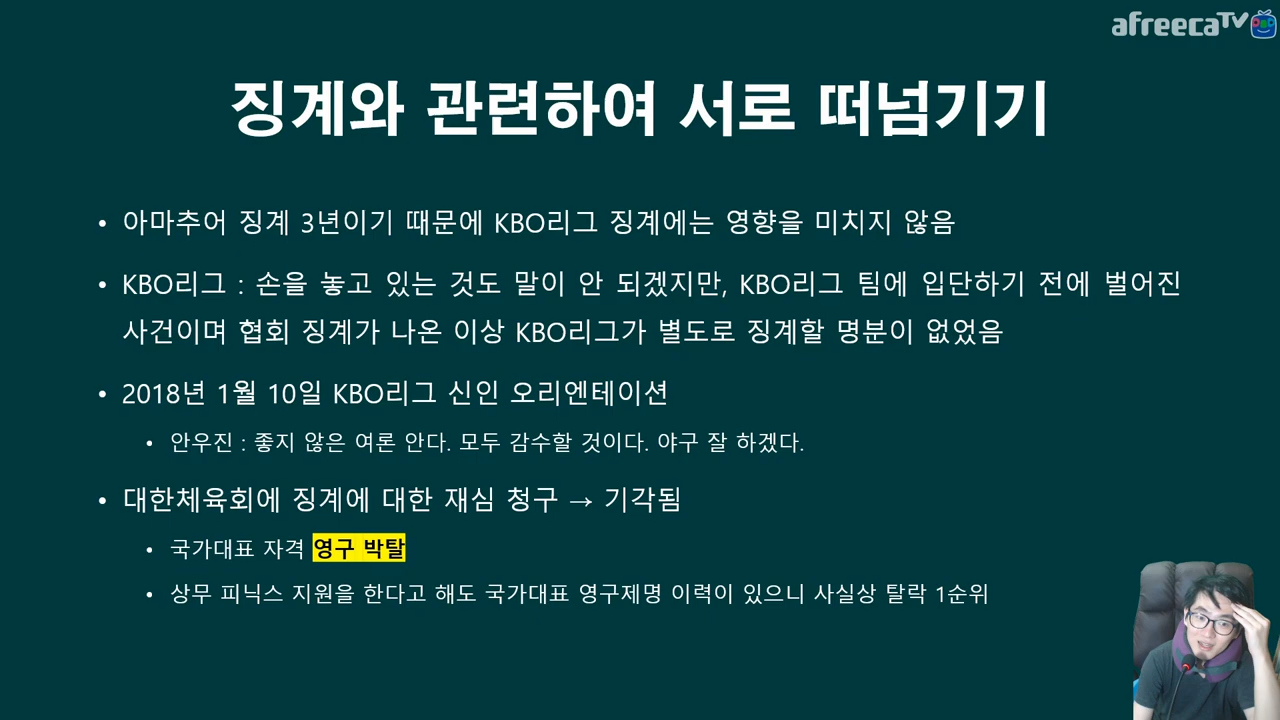 afreecaTV
징계와 관련하여 서로 떠넘기기
• 아마추어 징계 3년이기 때문에 KBO리그 징계에는 영향을 미치지 않음
• KBO리그 : 손을 놓고 있는 것도 말이 안 되겠지만, KBO리그 팀에 입단하기 전에 벌어진
사건이며 협회 징계가 나온 이상 KBO리그가 별도로 징계할 명분이 없었음
• 2018년 1월 10일 KBO리그 신인 오리엔테이션
• 안우진 : 좋지 않은 여론 안다. 모두 감수할 것이다. 야구 잘 하겠다.
• 대한체육회에 징계에 대한 재심 청구 → 기각됨
• 국가대표 자격 영구 박탈
• 상무 피닉스 지원을 한다고 해도 국가대표 영구제명 이력이 있으니 사실상 탈락 1순위